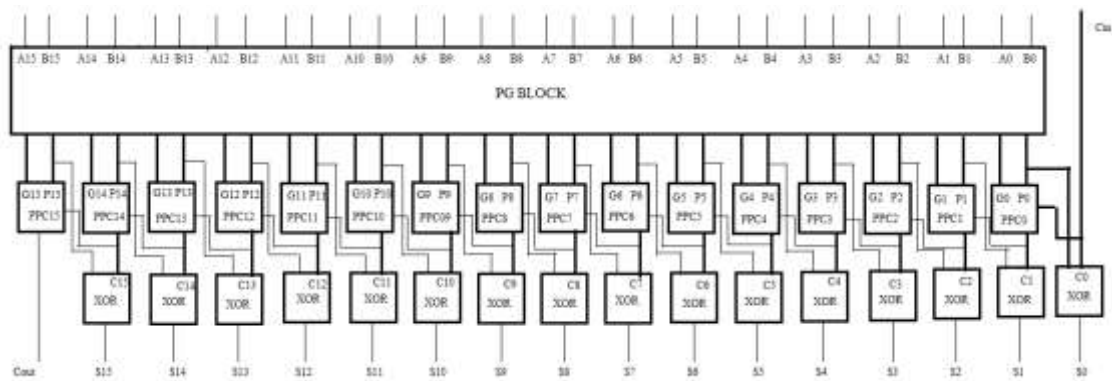 Cin
A15 B15 A14 B14 A13 B13 A12 B12 A11 B11 A10 B10 A9 B9 A8 B8 A7 B7 A6 B6 A5 B5 A4 B4 A3 B3 A2 B2 A1 B1 A0 B0
PG BLOCK
G15 P15 G14 P14 G13 P13 G12 P12 G11 P11 G10 P10 G9 P9 G8 P8 G7 P7 G6 P6 G5 P5 G4 P4 G3 P3 G2 P2 G1 P1 G0 P0
PPC15 PPC14 PPC13 PPC12 PPC11 PPC10 PPC09 PPC8 PPC7 PPC6 PPC5 PPC4 PPC3 PPC2 PPC1 PPC0
C15 C14 C13 C12 C11 C10 C9 C8 C7 C6 C5 C4 C3 C2 C1 C0
XOR XOR XOR XOR XOR XOR XOR XOR XOR XOR XOR XOR XOR XOR XOR XOR
Cout S15 S14 S13 S12 S11 S10 S9 S8 S7 S6 S5 S4 S3 S2 S1 S0